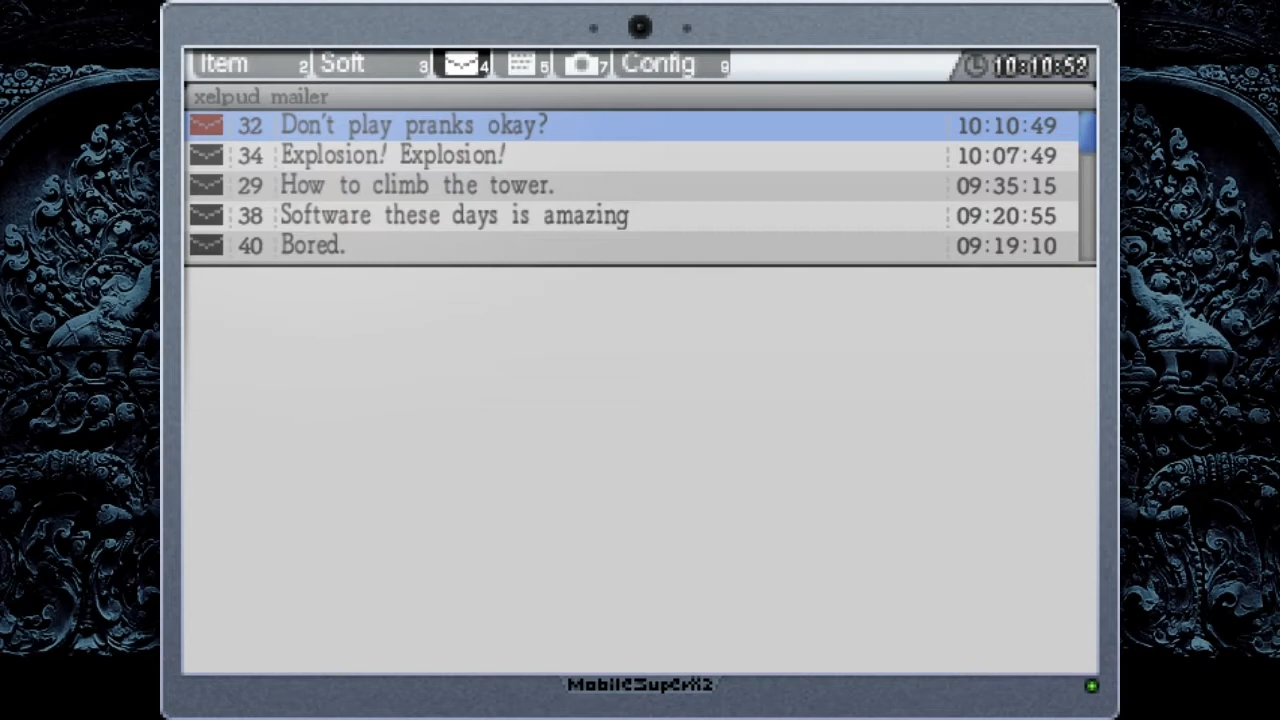 Item 2 Soft 3 4 5 7 Config 9 10:10:52
xelpud mailer
32 Don't play pranks okay? 10:10:49
34 Explosion! Explosion! 10:07:49
29 How to climb the tower. 09:35:15
38 Software these days is amazing 09:20:55
40 Bored. 09:19:10
MobileSuperX2